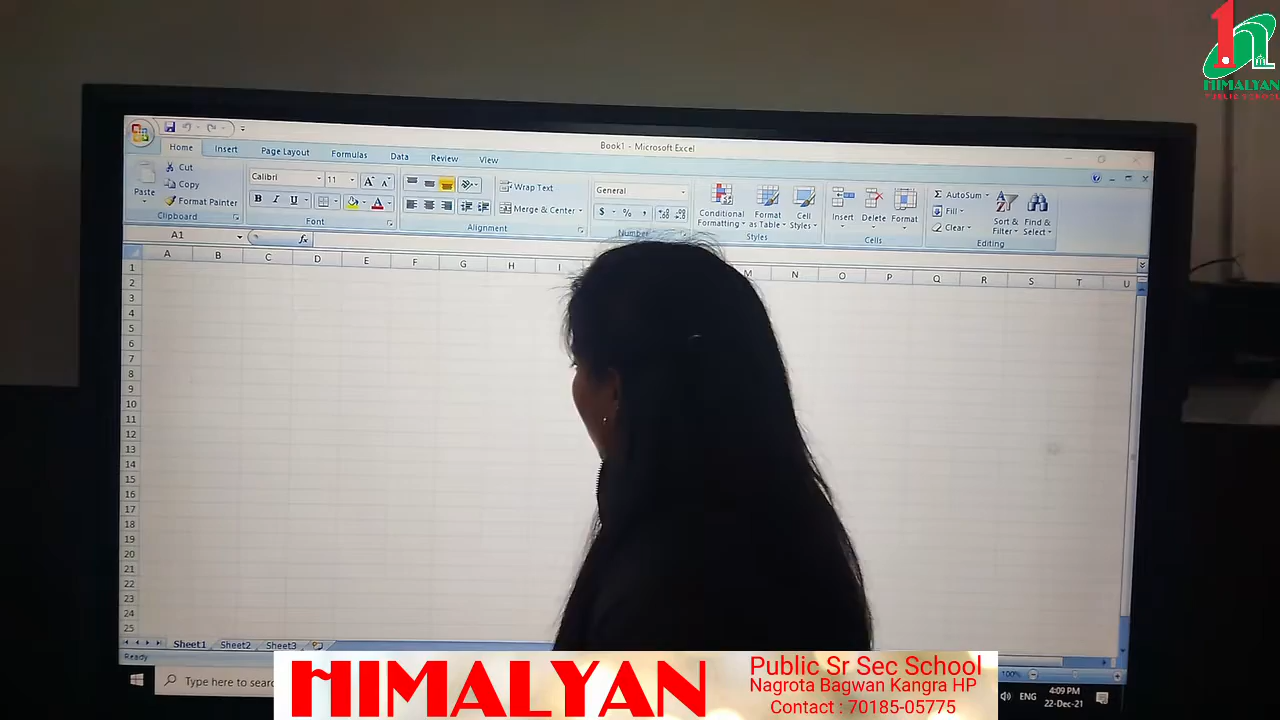 HIMALYAN
PUBLIC SCHOOL
Book1 - Microsoft Excel
Home Insert Page Layout Formulas Data Review View
Paste
Cut
Copy
Format Painter
Clipboard
Calibri 11
B I U
Font
Wrap Text
Merge & Center
Alignment
General
$ % ,
Number
Conditional Formatting
Format as Table
Cell Styles
Styles
Insert Delete Format
Cells
AutoSum
Fill
Clear
Sort & Filter
Find & Select
Editing
A1
fx
A B C D E F G H I M N O P Q R S T U
1
2
3
4
5
6
7
8
9
10
11
12
13
14
15
16
17
18
19
20
21
22
23
24
25
Sheet1 Sheet2 Sheet3
Ready
100%
Type here to searc
ENG
4:09 PM
22-Dec-21
HIMALYAN
Public Sr Sec School
Nagrota Bagwan Kangra HP
Contact : 70185-05775